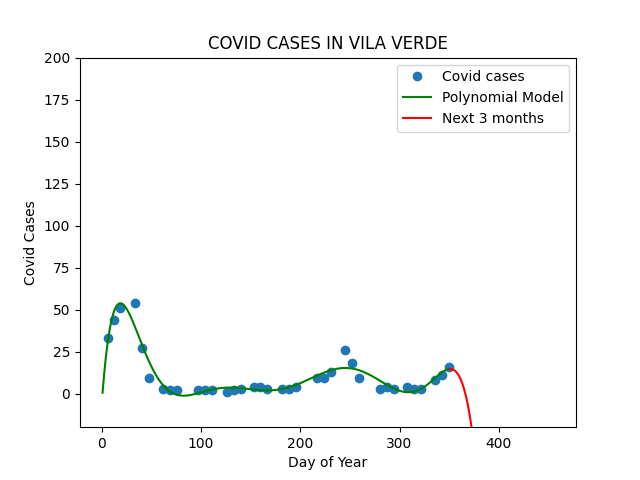 COVID CASES IN VILA VERDE
200
175
150
125
100
75
50
25
0
Covid Cases
Covid cases
Polynomial Model
Next 3 months
0 100 200 300 400
Day of Year